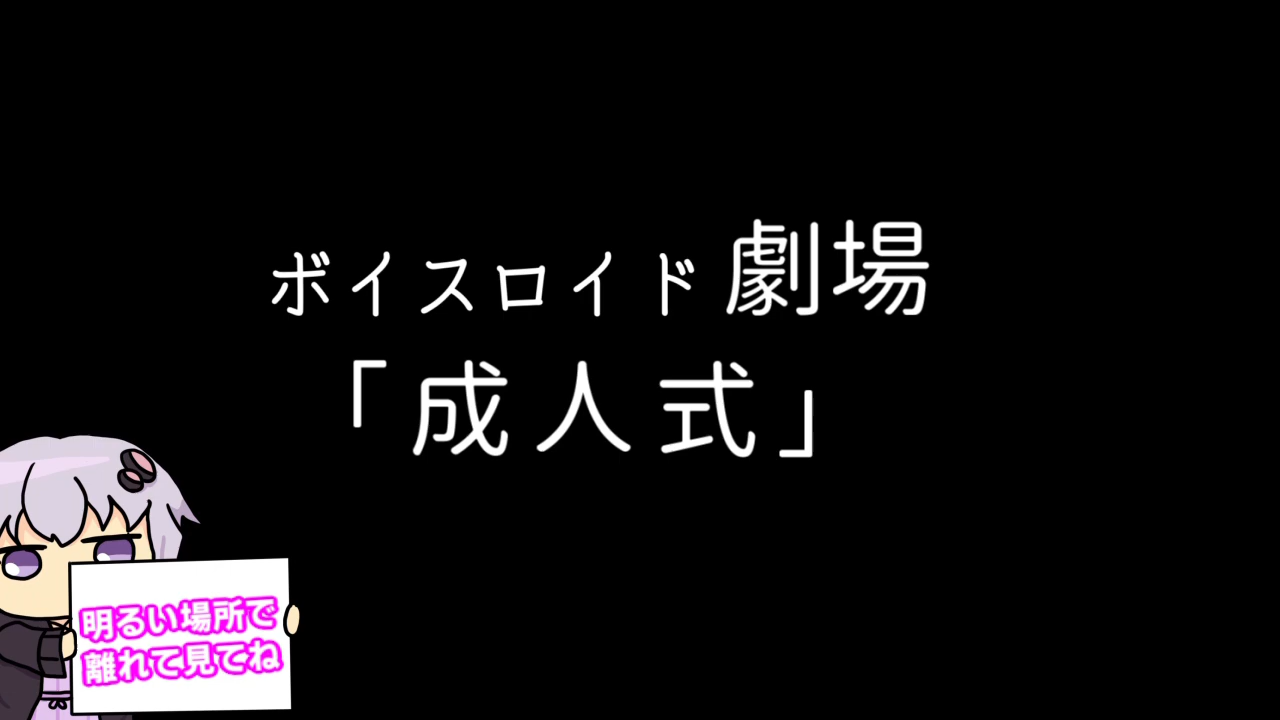 ボイスロイド劇場
「成人式」
明るい場所で
離れて見てね